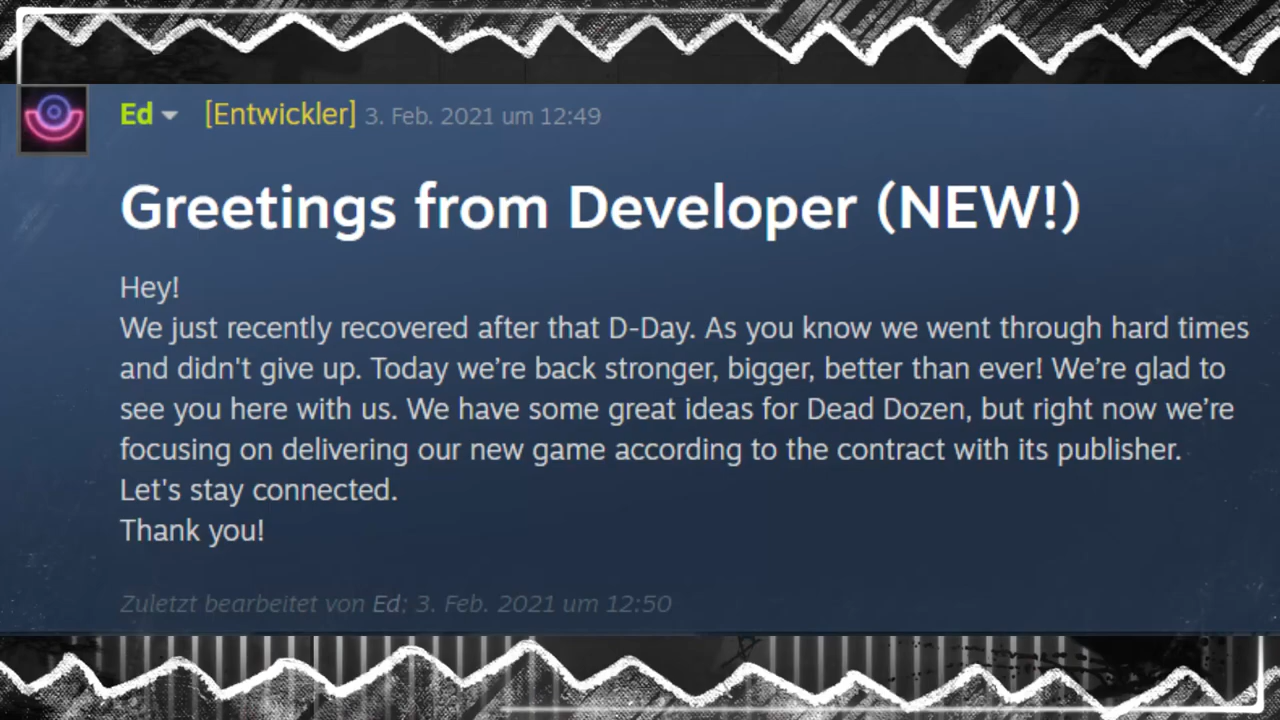 Ed [Entwickler] 3. Feb. 2021 um 12:49
Greetings from Developer (NEW!)
Hey!
We just recently recovered after that D-Day. As you know we went through hard times
and didn't give up. Today we’re back stronger, bigger, better than ever! We’re glad to
see you here with us. We have some great ideas for Dead Dozen, but right now we’re
focusing on delivering our new game according to the contract with its publisher.
Let's stay connected.
Thank you!
Zuletzt bearbeitet von Ed; 3. Feb. 2021 um 12:50